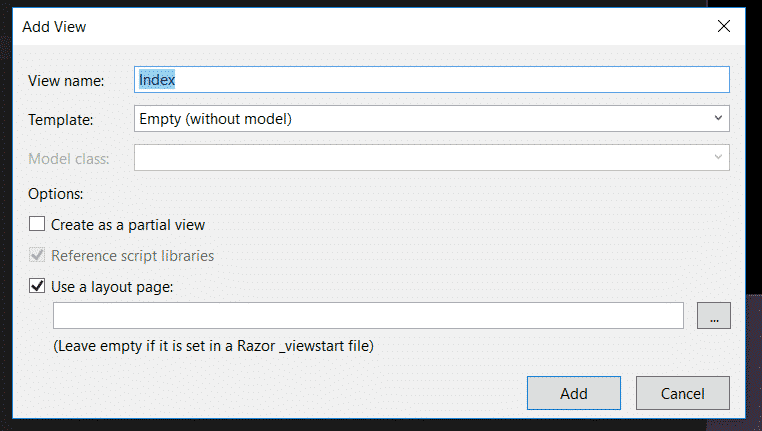 Add View
View name: Index
Template: Empty (without model)
Model class:
Options:
Create as a partial view
Reference script libraries
Use a layout page:
...
(Leave empty if it is set in a Razor _viewstart file)
Add Cancel